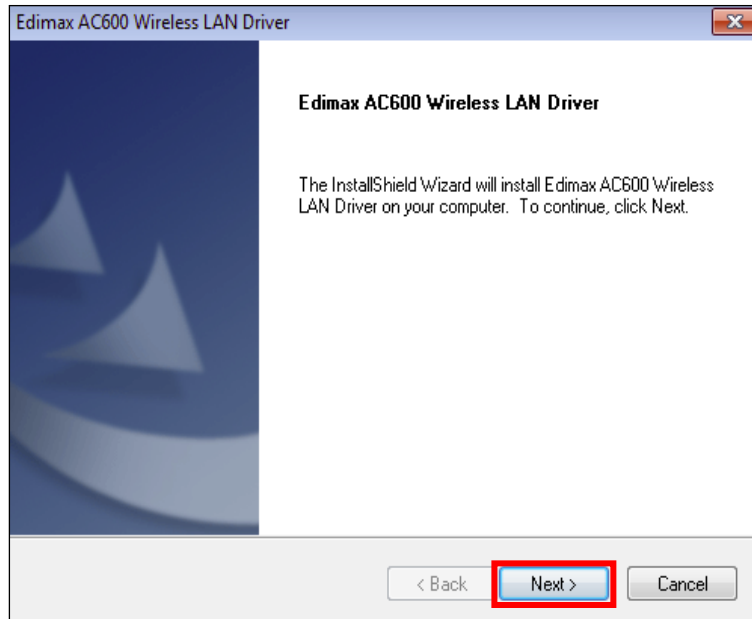 Edimax AC600 Wireless LAN Driver
Edimax AC600 Wireless LAN Driver
The InstallShield Wizard will install Edimax AC600 Wireless
LAN Driver on your computer.  To continue, click Next.
< Back Next > Cancel